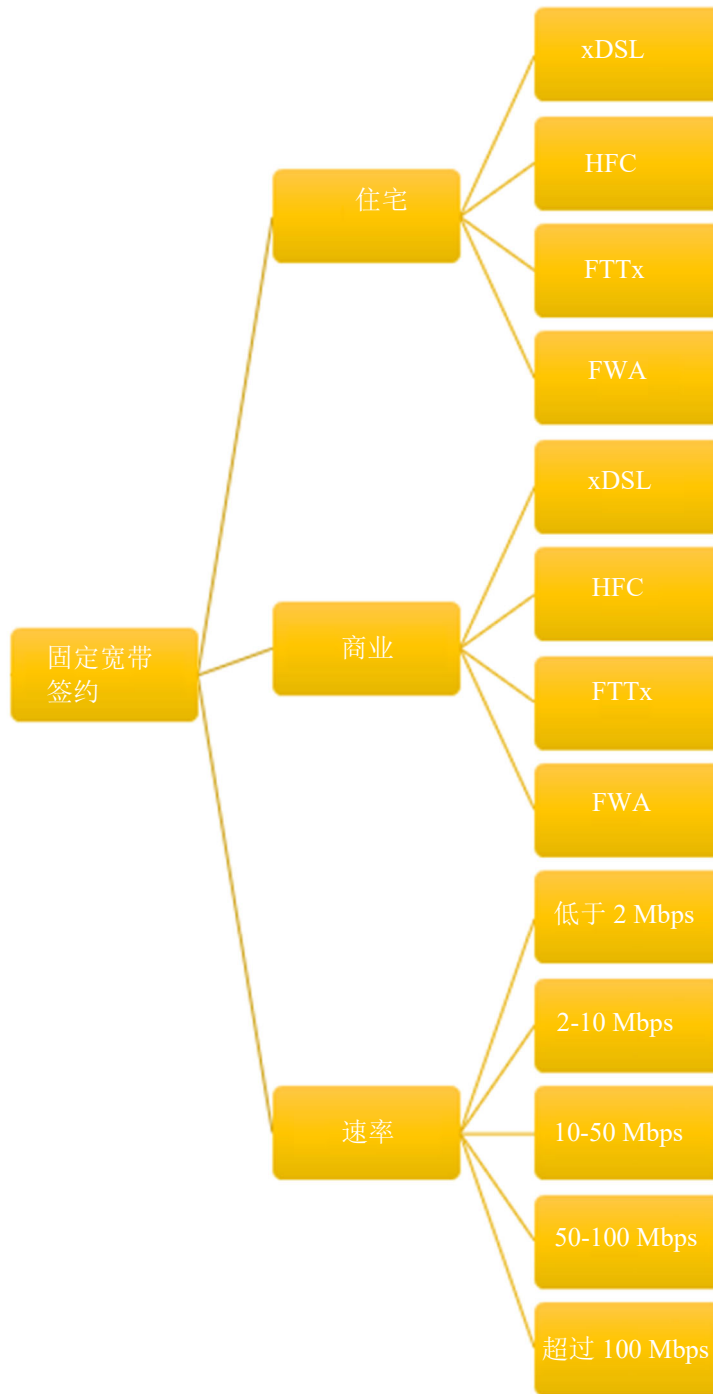 固定宽带
签约
住宅
xDSL
HFC
FTTx
FWA
商业
xDSL
HFC
FTTx
FWA
速率
低于 2 Mbps
2-10 Mbps
10-50 Mbps
50-100 Mbps
超过 100 Mbps